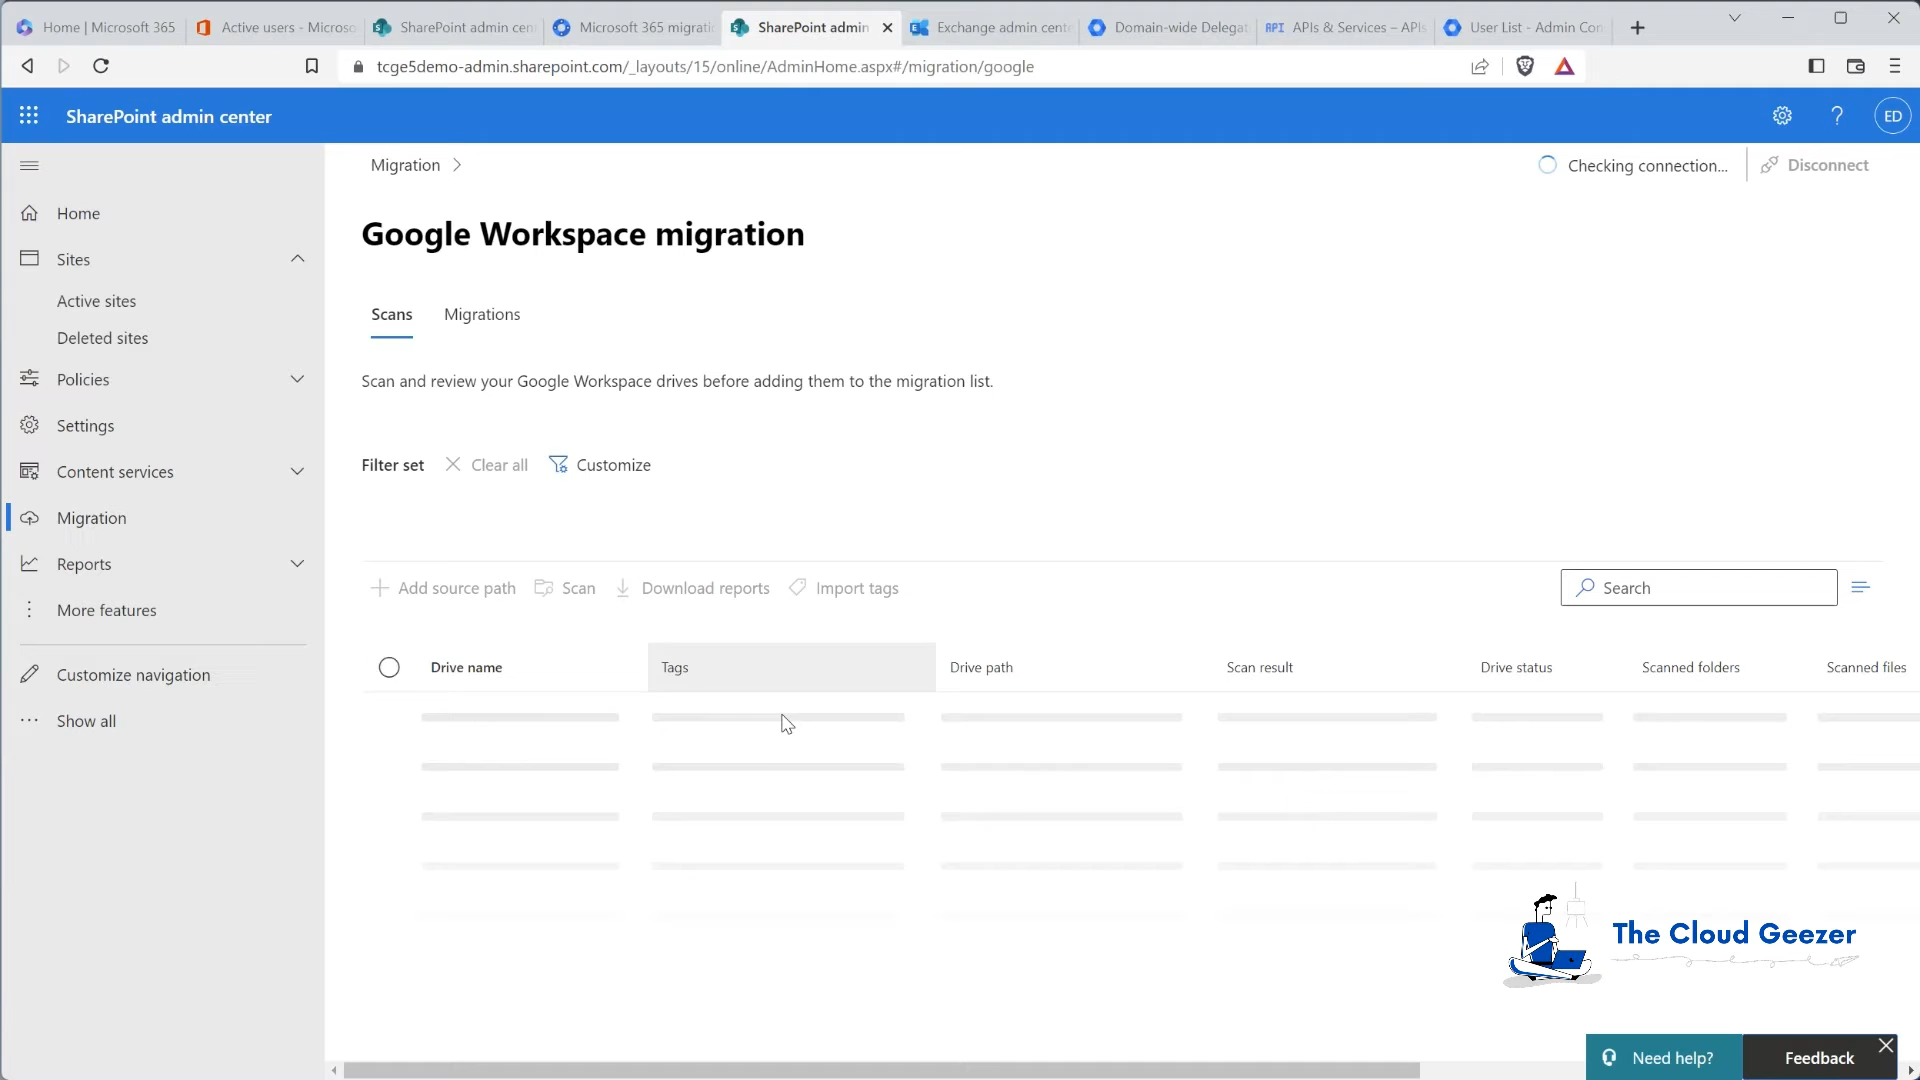 Home | Microsoft 365
Active users - Microso
SharePoint admin cen
Microsoft 365 migrati
SharePoint admin
Exchange admin cente
Domain-wide Delegat
API APIs & Services – APIs
User List - Admin Con
tcge5demo-admin.sharepoint.com/_layouts/15/online/AdminHome.aspx#/migration/google
SharePoint admin center
ED
Migration
Checking connection...
Disconnect
Home
Google Workspace migration
Sites
Active sites
Scans
Migrations
Deleted sites
Policies
Scan and review your Google Workspace drives before adding them to the migration list.
Settings
Content services
Filter set
Clear all
Customize
Migration
Reports
Add source path
Scan
Download reports
Import tags
Search
More features
Drive name
Tags
Drive path
Scan result
Drive status
Scanned folders
Scanned files
Customize navigation
Show all
The Cloud Geezer
Need help?
Feedback